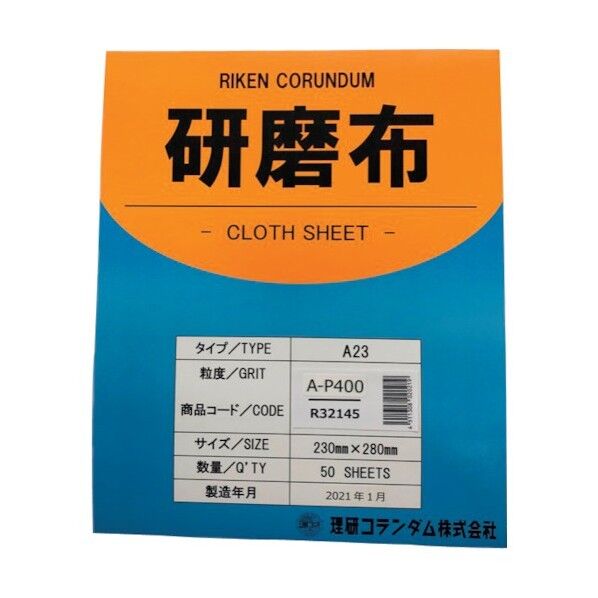 RIKEN CORUNDUM
研磨布
- CLOTH SHEET -
タイプ/TYPE A23
粒度/GRIT A-P400
商品コード/CODE R32145
サイズ/SIZE 230mm×280mm
数量/Q'TY 50 SHEETS
製造年月 2021年1月
理研コランダム株式会社